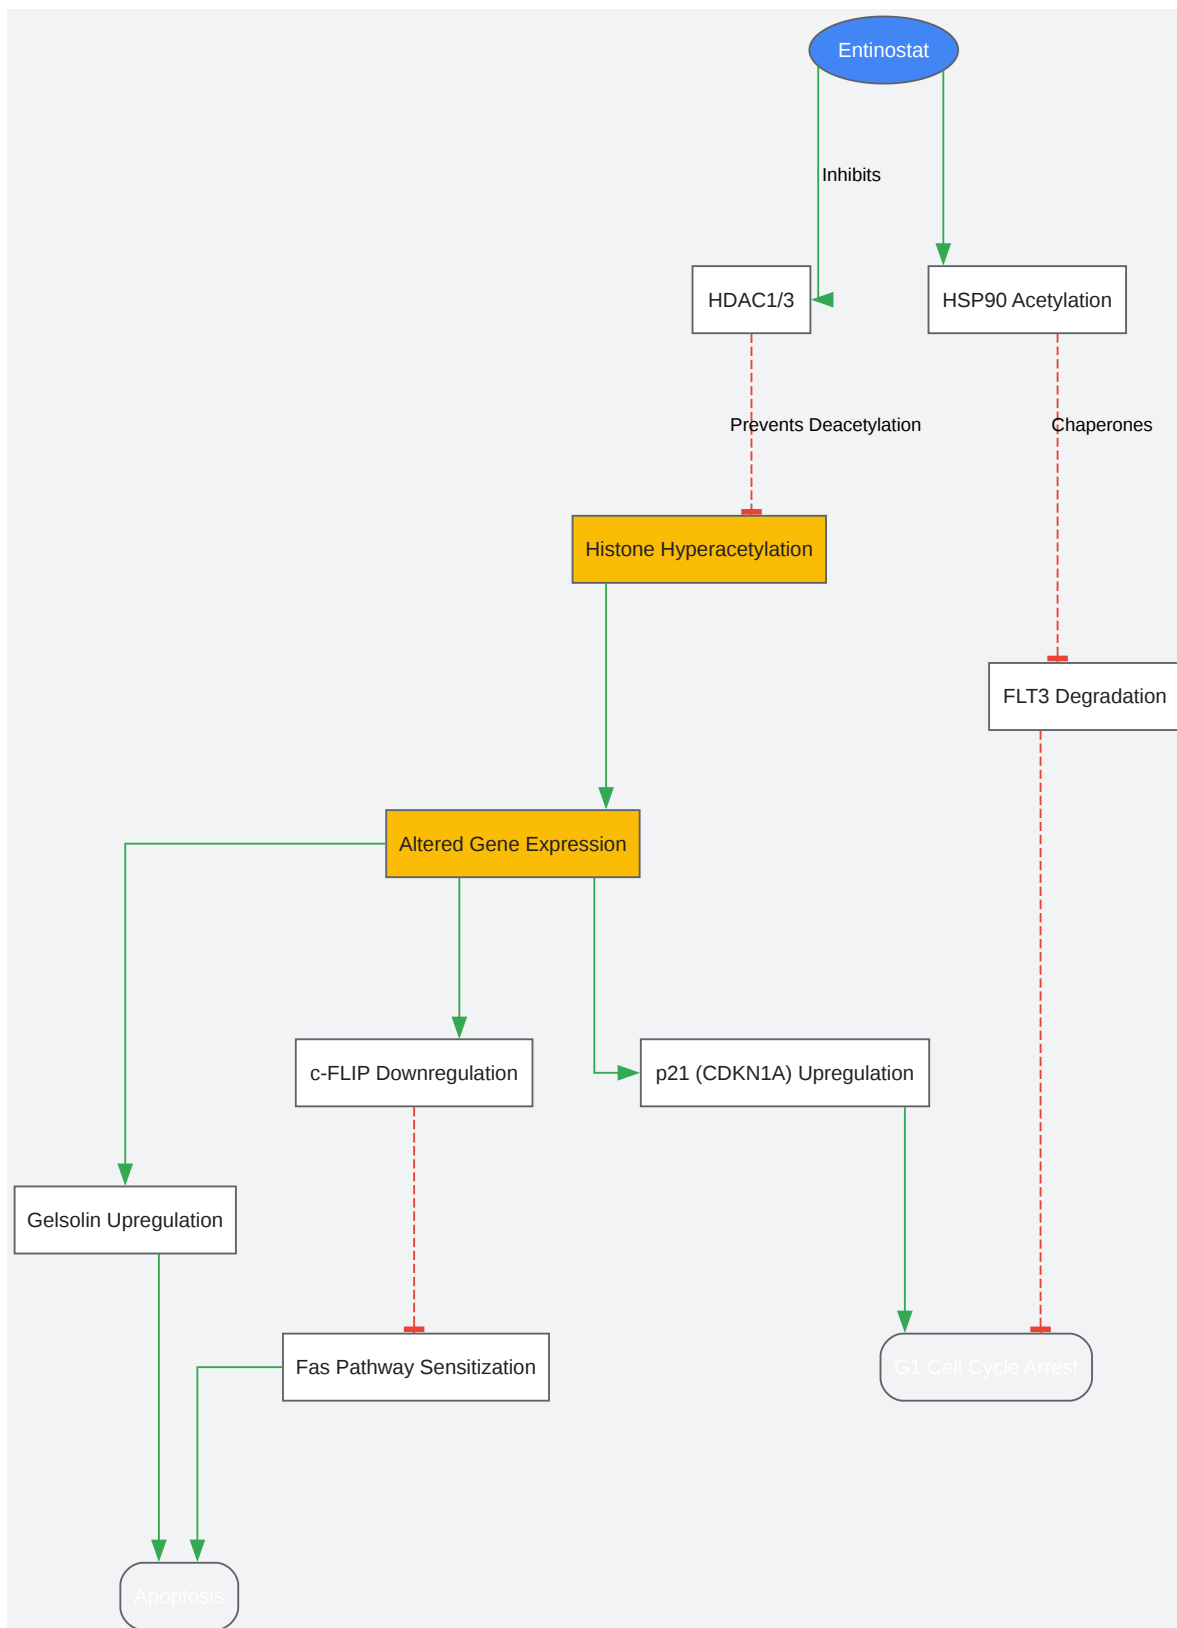 Entinostat
Inhibits
HDAC1/3
HSP90 Acetylation
Prevents Deacetylation
Chaperones
Histone Hyperacetylation
FLT3 Degradation
Altered Gene Expression
c-FLIP Downregulation
p21 (CDKN1A) Upregulation
Gelsolin Upregulation
Fas Pathway Sensitization
G1 Cell Cycle Arrest
Apoptosis